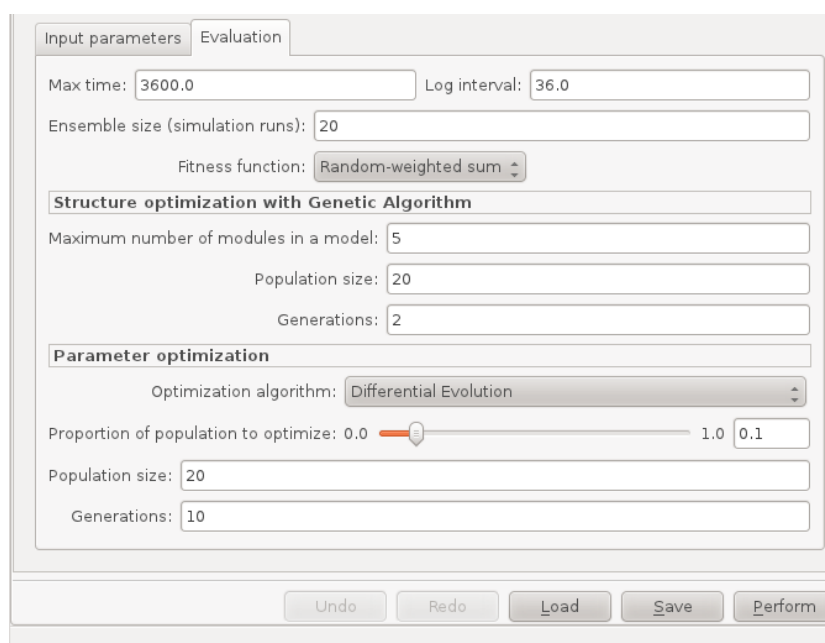 Input parameters Evaluation
Max time: 3600.0 Log interval: 36.0
Ensemble size (simulation runs): 20
Fitness function: Random-weighted sum
Structure optimization with Genetic Algorithm
Maximum number of modules in a model: 5
Population size: 20
Generations: 2
Parameter optimization
Optimization algorithm: Differential Evolution
Proportion of population to optimize: 0.0 1.0 0.1
Population size: 20
Generations: 10
Undo Redo Load Save Perform